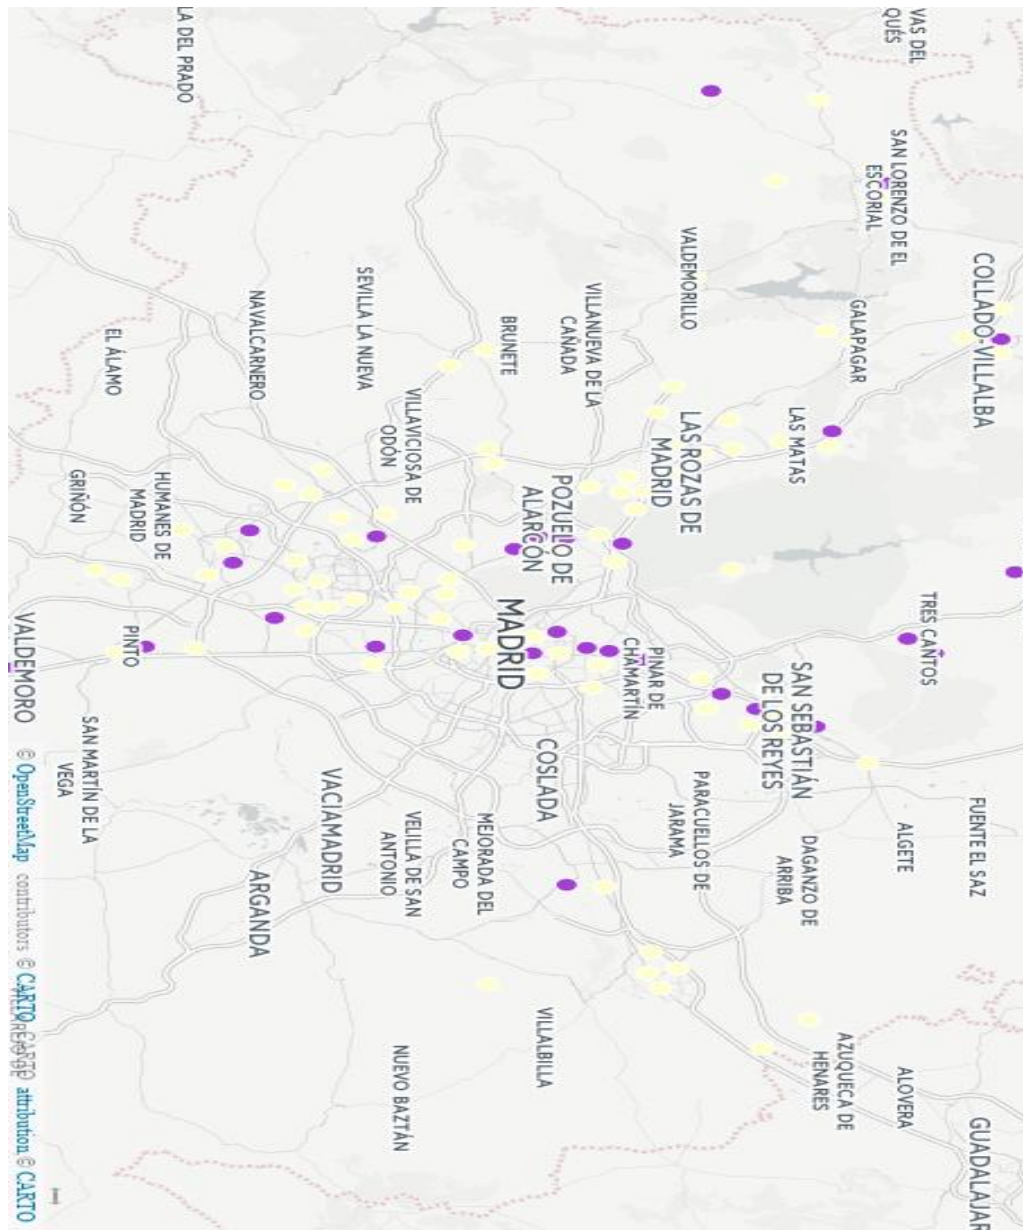 VAS DEL
QUÉS
LA DEL PRADO
SAN LORENZO DE EL
ESCORIAL
COLLADO-VILLALBA
VALDEMORILLO
GALAPAGAR
VILLANUEVA DE LA
CAÑADA
SEVILLA LA NUEVA
NAVALCARNERO
BRUNETE
EL ÁLAMO
LAS MATAS
LAS ROZAS DE
MADRID
VILLAVICIOSA DE
ODÓN
POZUELO DE
ALARCÓN
HUMANES DE
MADRID
GRIÑÓN
TRES CANTOS
MADRID
PINAR DE
CHAMARTÍN
PINTO
VALDEMORO
SAN SEBASTIÁN
DE LOS REYES
SAN MARTÍN DE LA
VEGA
COSLADA
VACIAMADRID
PARACUELLOS DE
JARAMA
FUENTE EL SAZ
ALGETE
DAGANZO DE
ARRIBA
MEJORADA DEL
CAMPO
VELILLA DE SAN
ANTONIO
ARGANDA
VILLALBILLA
NUEVO BAZTÁN
AZUQUECA DE
HENARES
ALOVERA
GUADALAJAR
© OpenStreetMap contributors © CARTO CARTO attribution © CARTO